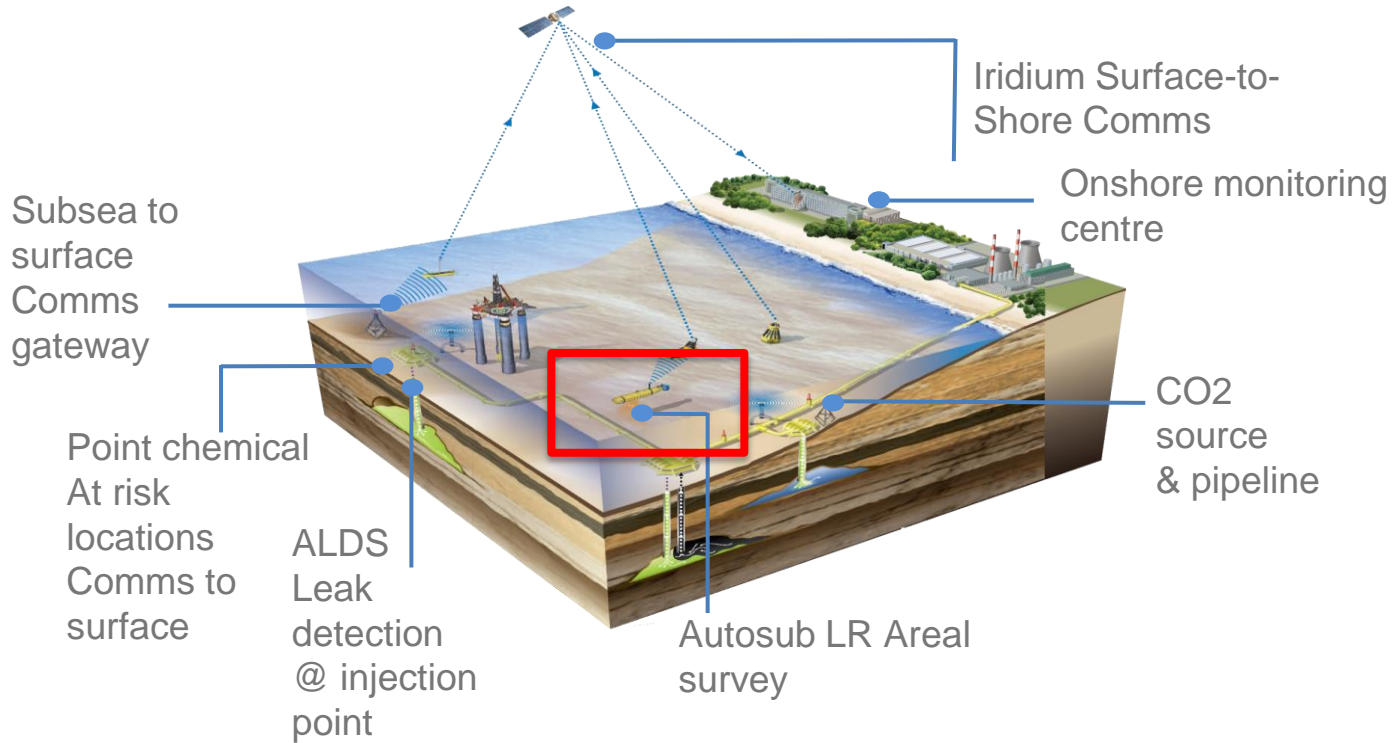 Iridium Surface-to-
Shore Comms
Onshore monitoring
centre
Subsea to
surface
Comms
gateway
CO2
source
& pipeline
Point chemical
At risk
locations
Comms to
surface
ALDS
Leak
detection
@ injection
point
Autosub LR Areal
survey